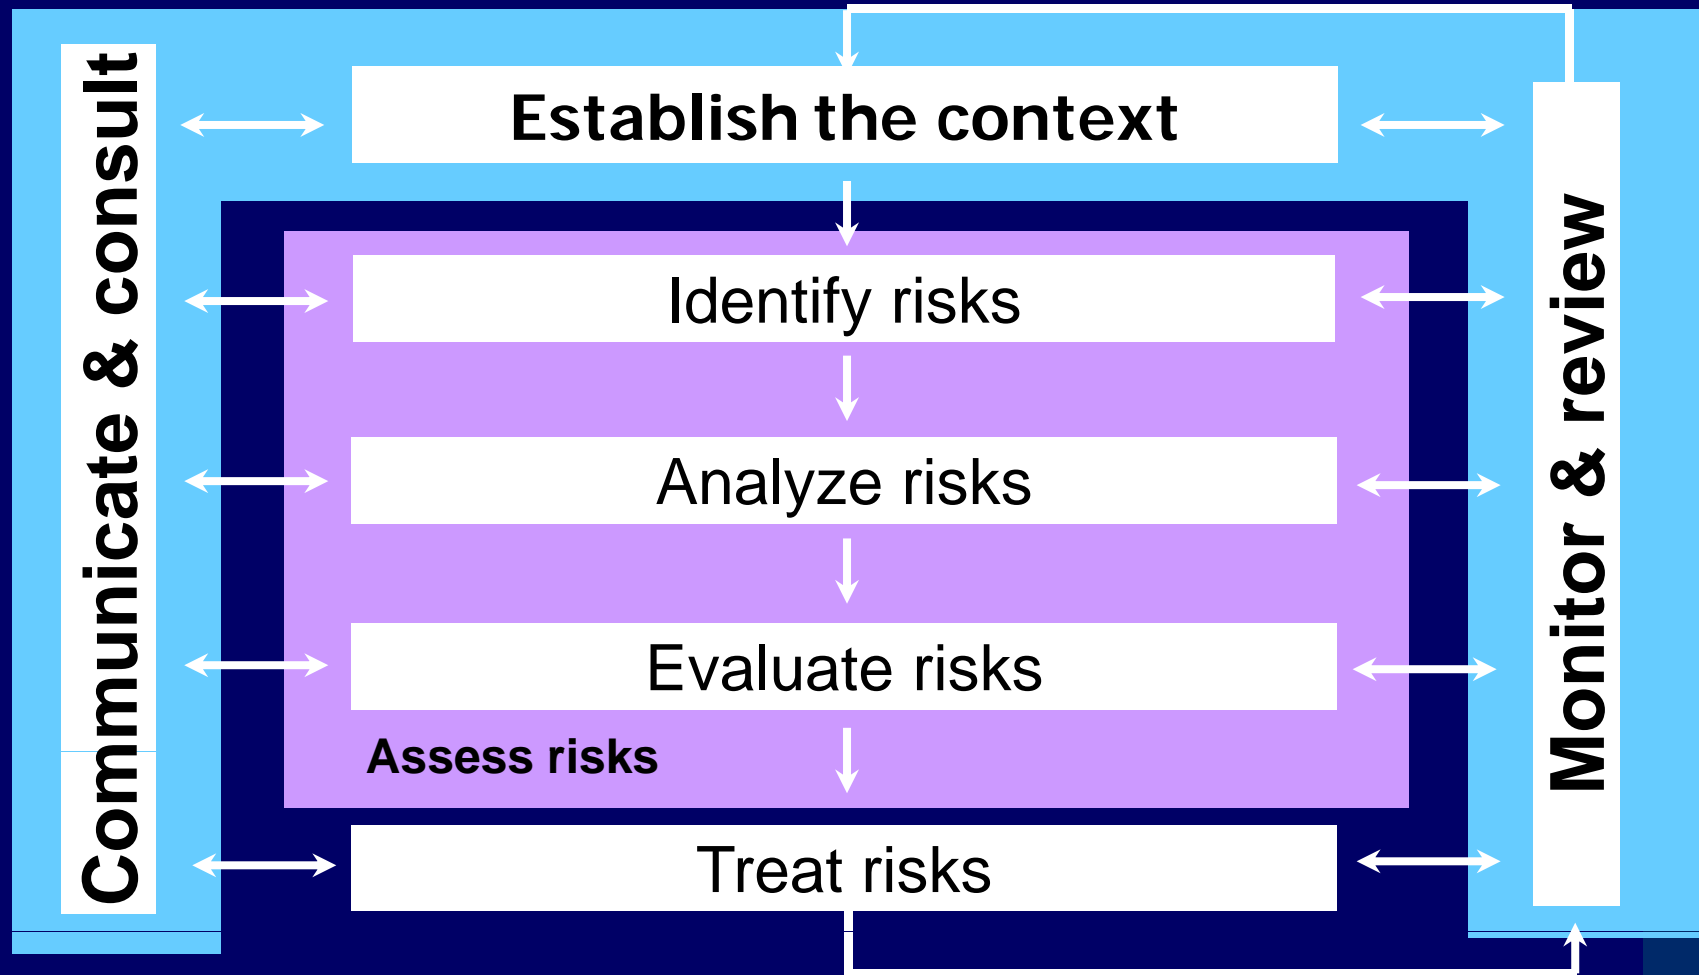 Communicate & consult
Establish the context
Identify risks
Analyze risks
Evaluate risks
Assess risks
Treat risks
Monitor & review